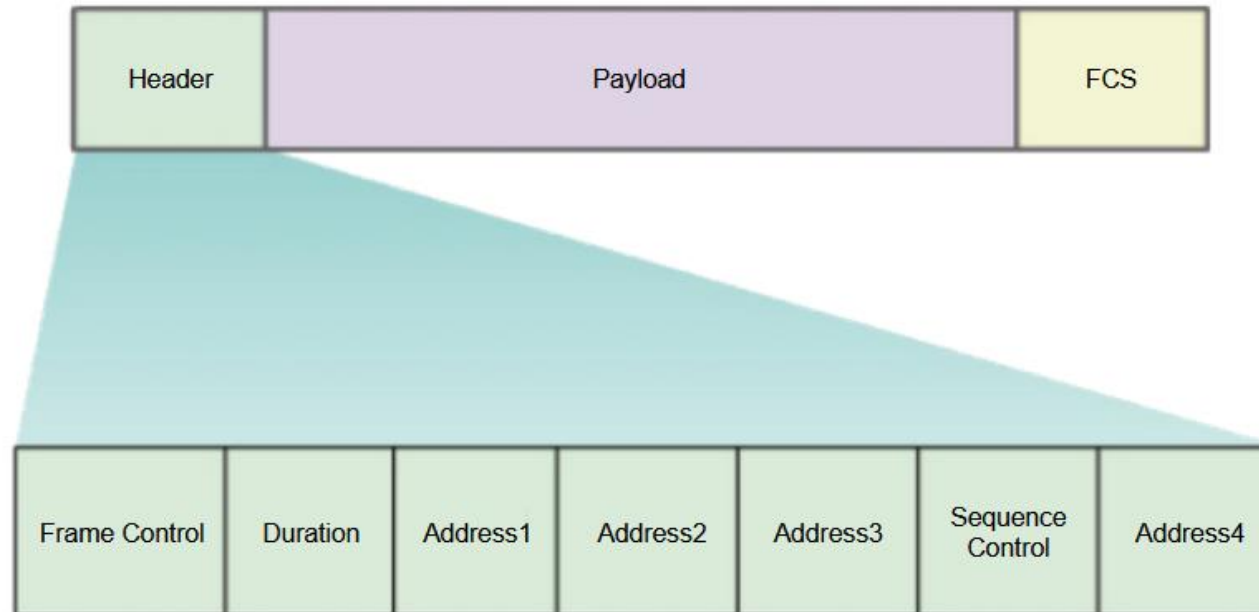 Header
Payload
FCS
Frame Control
Duration
Address1
Address2
Address3
Sequence
Control
Address4